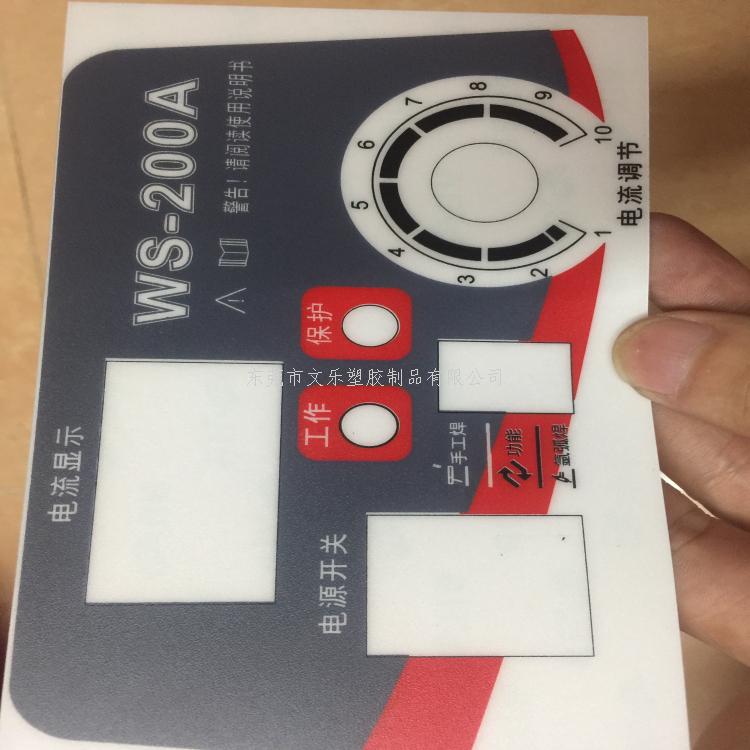 WS-200A
警告！请阅读使用说明书
电流显示
工作
保护
电源开关
手工焊
功能
氩弧焊
1
2
3
4
5
6
7
8
9
10
电流调节
东莞市文乐塑胶制品有限公司